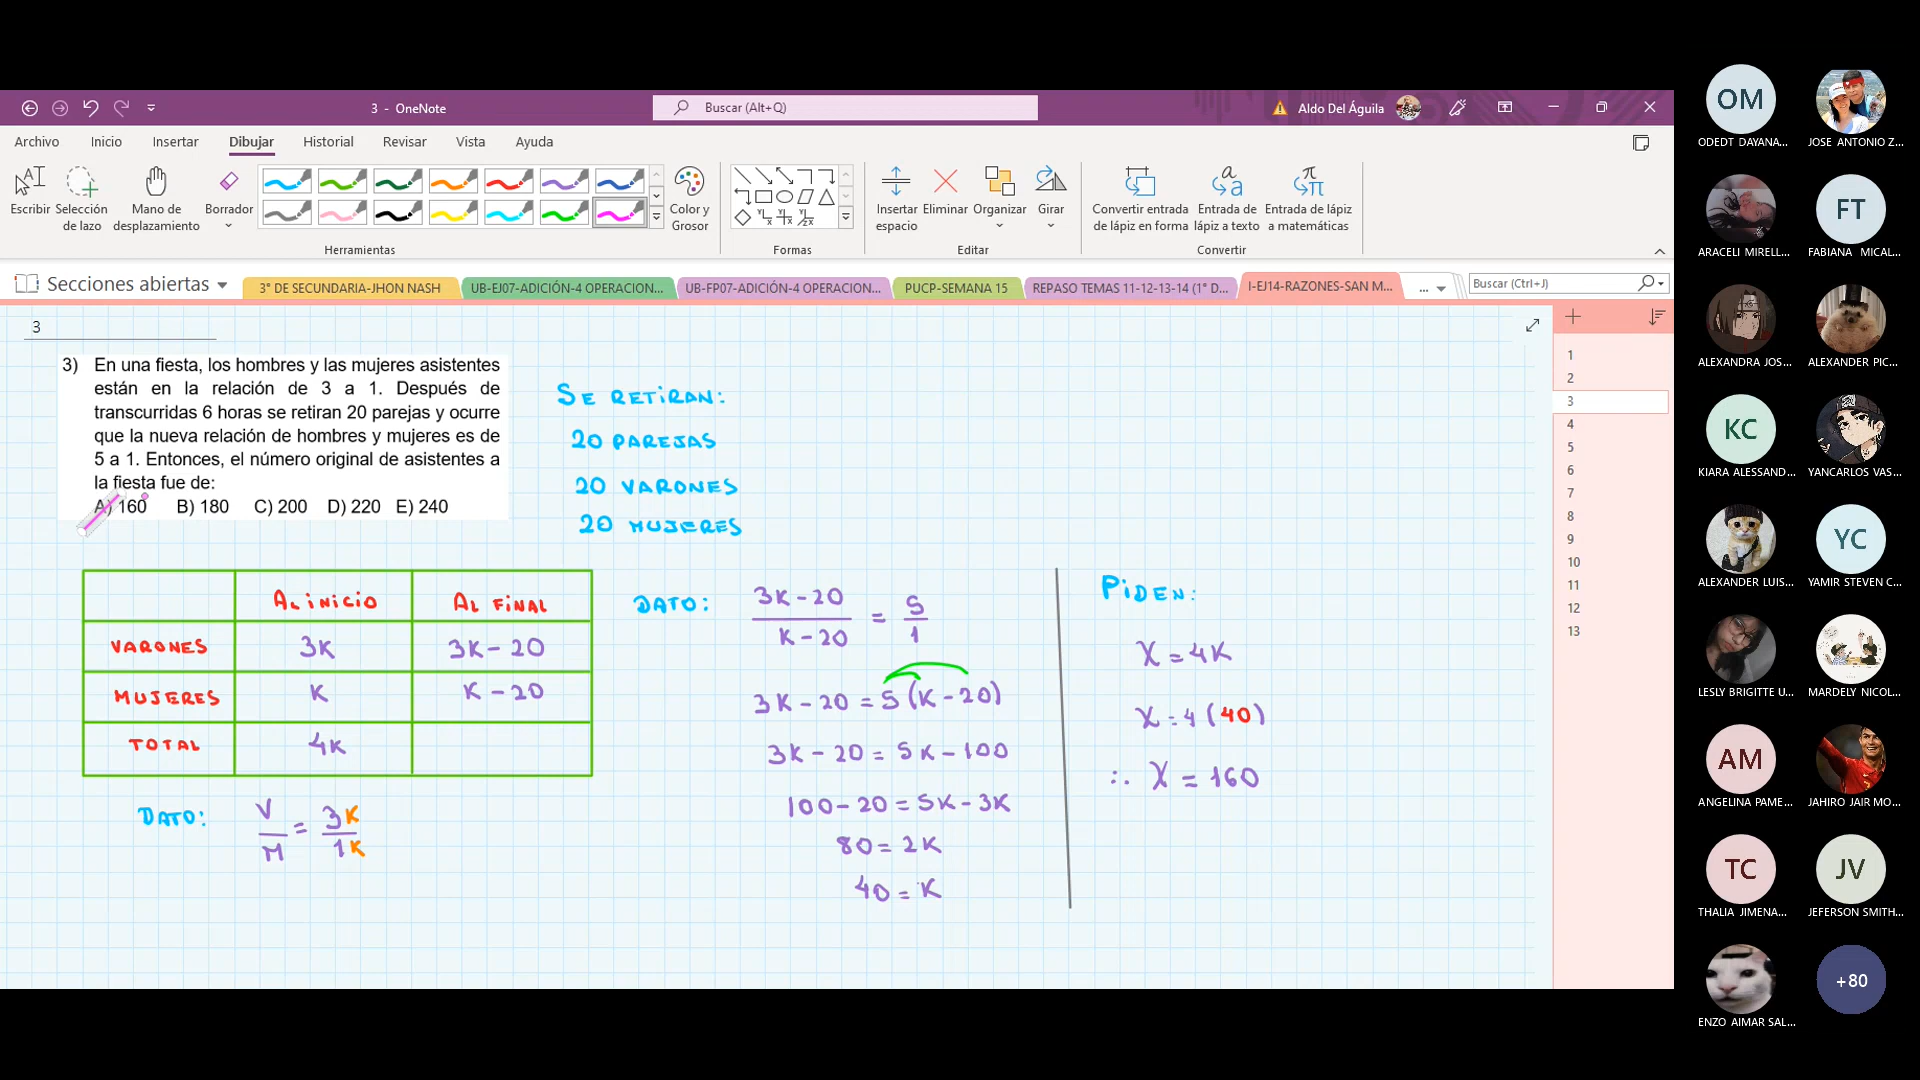 3 - OneNote
Buscar (Alt+Q)
Aldo Del Águila
Archivo Inicio Insertar Dibujar Historial Revisar Vista Ayuda
Escribir
Selección de lazo
Mano de desplazamiento
Borrador
Color y Grosor
Insertar espacio
Eliminar
Organizar
Girar
Convertir entrada de lápiz en forma
Entrada de lápiz a texto
Entrada de lápiz a matemáticas
Herramientas Formas Editar Convertir
Secciones abiertas
3° DE SECUNDARIA-JHON NASH
UB-EJ07-ADICIÓN-4 OPERACION...
UB-FP07-ADICIÓN-4 OPERACION...
PUCP-SEMANA 15
REPASO TEMAS 11-12-13-14 (1° D...
I-EJ14-RAZONES-SAN M...
...
Buscar (Ctrl+J)
3
3) En una fiesta, los hombres y las mujeres asistentes
están en la relación de 3 a 1. Después de
transcurridas 6 horas se retiran 20 parejas y ocurre
que la nueva relación de hombres y mujeres es de
5 a 1. Entonces, el número original de asistentes a
la fiesta fue de:
A) 160 B) 180 C) 200 D) 220 E) 240
SE RETIRAN:
20 PAREJAS
20 VARONES
20 MUJERES
AL INICIO AL FINAL
VARONES 3K 3K - 20
MUJERES K K - 20
TOTAL 4K
DATO: V/M = 3K/1K
DATO: 3K-20/K-20 = 5/1
3K - 20 = 5(K - 20)
3K - 20 = 5K - 100
100 - 20 = 5K - 3K
80 = 2K
40 = K
PIDEN:
X = 4K
X = 4(40)
∴ X = 160
1
2
3
4
5
6
7
8
9
10
11
12
13
OM
ODEDT DAYANA...
JOSE ANTONIO Z...
ARACELI MIRELL...
FT
FABIANA MICAL...
ALEXANDRA JOS...
ALEXANDER PIC...
KC
KIARA ALESSAND...
YANCARLOS VAS...
ALEXANDER LUIS...
YC
YAMIR STEVEN C...
LESLY BRIGITTE U...
MARDELY NICOL...
AM
ANGELINA PAME...
JAHIRO JAIR MO...
TC
THALIA JIMENA...
JV
JEFERSON SMITH...
ENZO AIMAR SAL...
+80